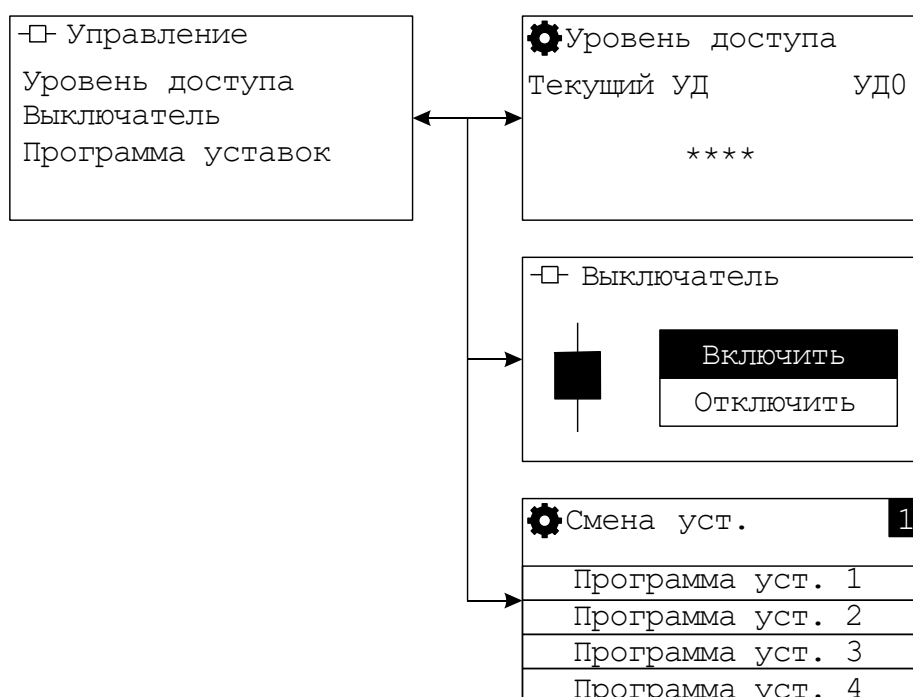 Управление
Уровень доступа
Выключатель
Программа уставок
Уровень доступа
Текущий УД УД0
****
Выключатель
Включить
Отключить
Смена уст. 1
Программа уст. 1
Программа уст. 2
Программа уст. 3
Программа уст. 4